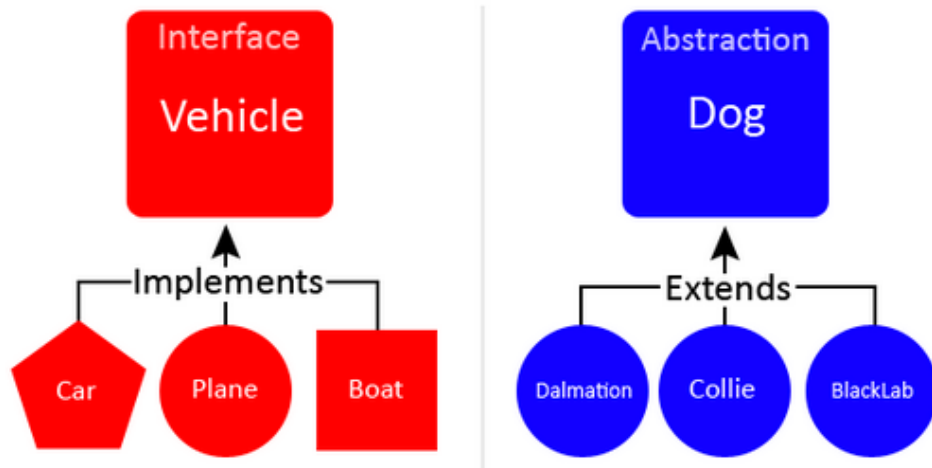 Interface
Vehicle
Implements
Car
Plane
Boat
Abstraction
Dog
Extends
Dalmation
Collie
BlackLab